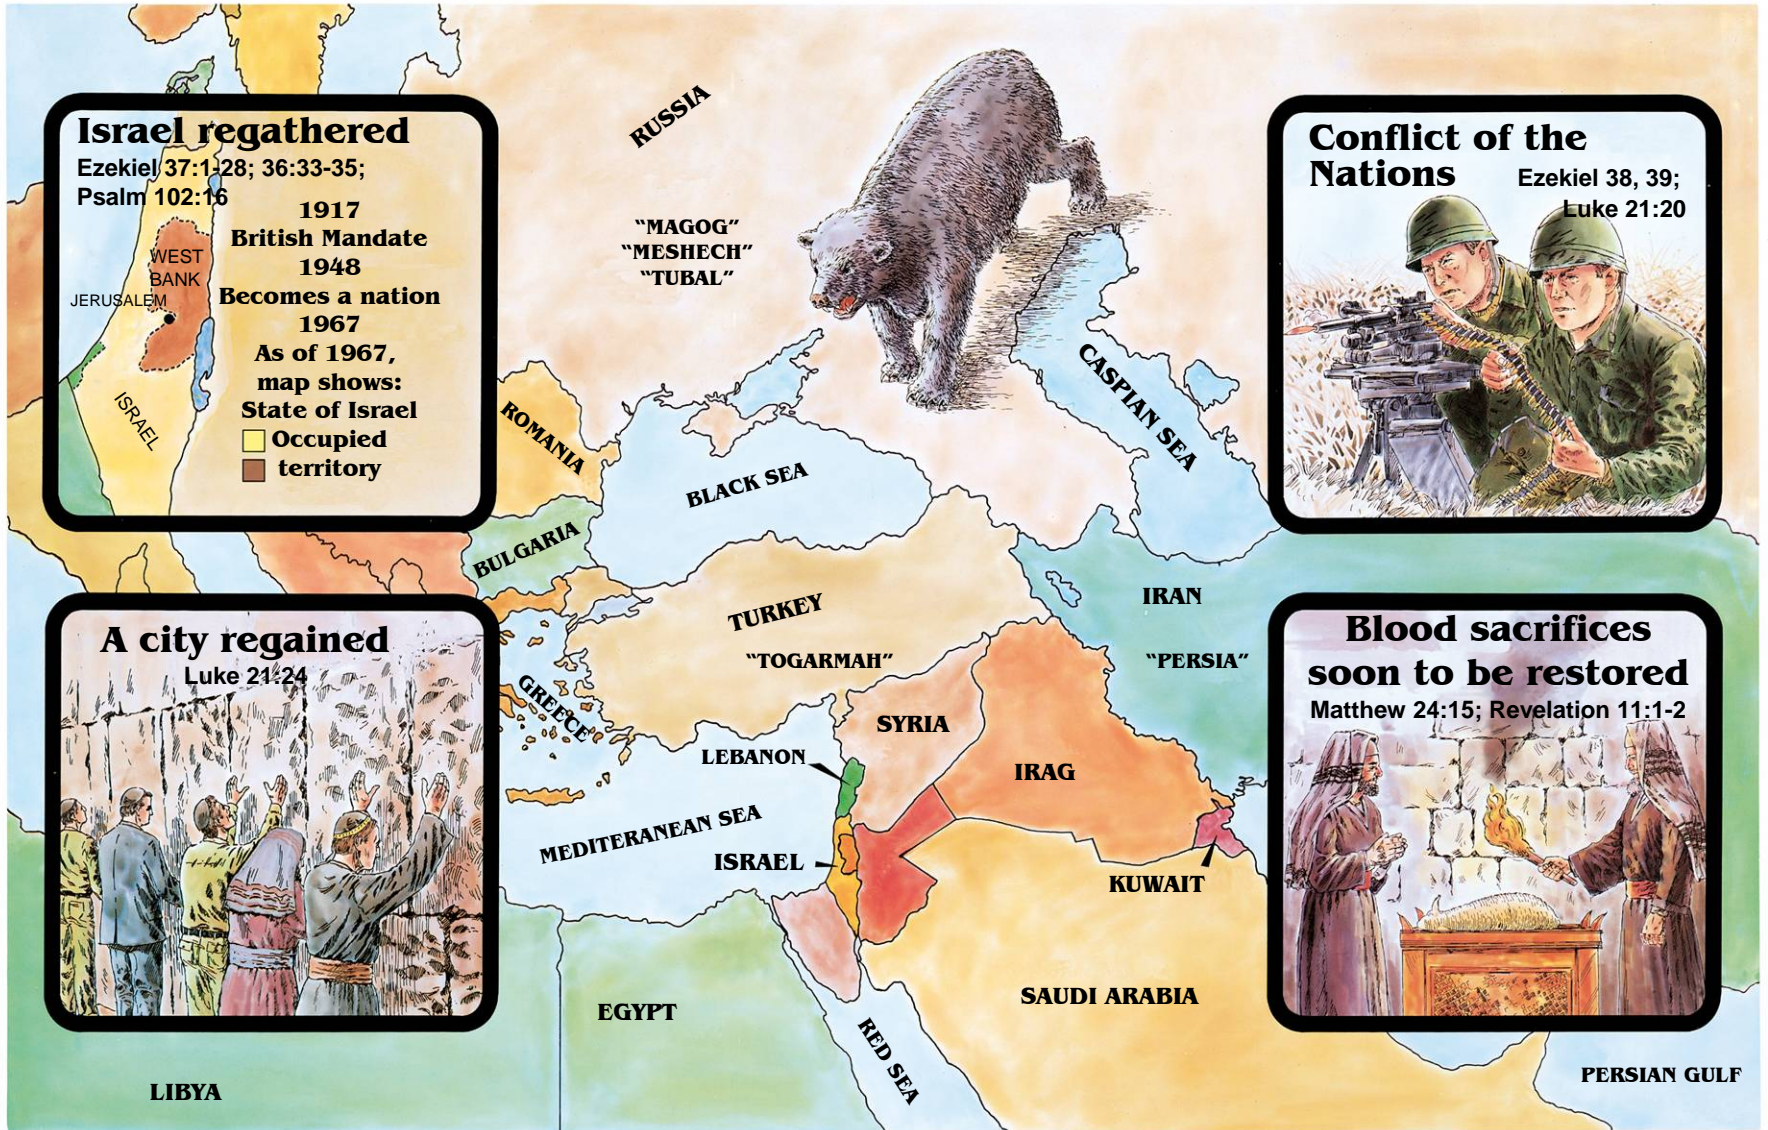 Israel regathered
Ezekiel 37:1-28; 36:33-35;
Psalm 102:16
1917
British Mandate
1948
Becomes a nation
1967
As of 1967,
map shows:
State of Israel
Occupied
territory
WEST
BANK
JERUSALEM
ISRAEL
RUSSIA
“MAGOG”
“MESHECH”
“TUBAL”
Conflict of the
Nations
Ezekiel 38, 39;
Luke 21:20
CASPIAN SEA
ROMANIA
BLACK SEA
BULGARIA
TURKEY
“TOGARMAH”
IRAN
“PERSIA”
GREECE
SYRIA
LEBANON
IRAG
MEDITERANEAN SEA
ISRAEL
KUWAIT
A city regained
Luke 21:24
Blood sacrifices
soon to be restored
Matthew 24:15; Revelation 11:1-2
SAUDI ARABIA
EGYPT
RED SEA
LIBYA
PERSIAN GULF